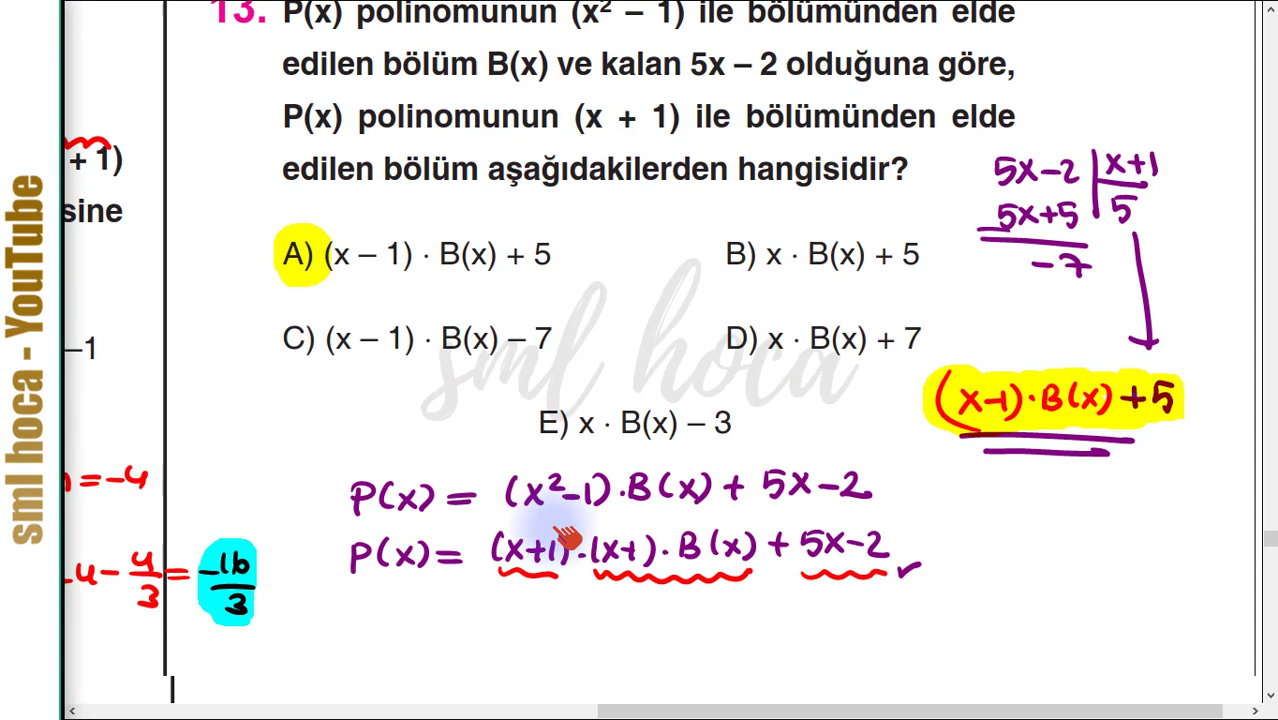 sml hoca - YouTube
+ 1)
sine
–1
= -4
-4 - 4/3 = -16/3
13. P(x) polinomunun (x² – 1) ile bölümünden elde
edilen bölüm B(x) ve kalan 5x – 2 olduğuna göre,
P(x) polinomunun (x + 1) ile bölümünden elde
edilen bölüm aşağıdakilerden hangisidir?
A) (x – 1) · B(x) + 5
B) x · B(x) + 5
C) (x – 1) · B(x) – 7
D) x · B(x) + 7
E) x · B(x) – 3
sml hoca
5x-2 | x+1
5x+5 | 5
-7
(x-1)·B(x)+5
P(x) = (x²-1)·B(x) + 5x-2
P(x) = (x+1)·(x-1)·B(x) + 5x-2